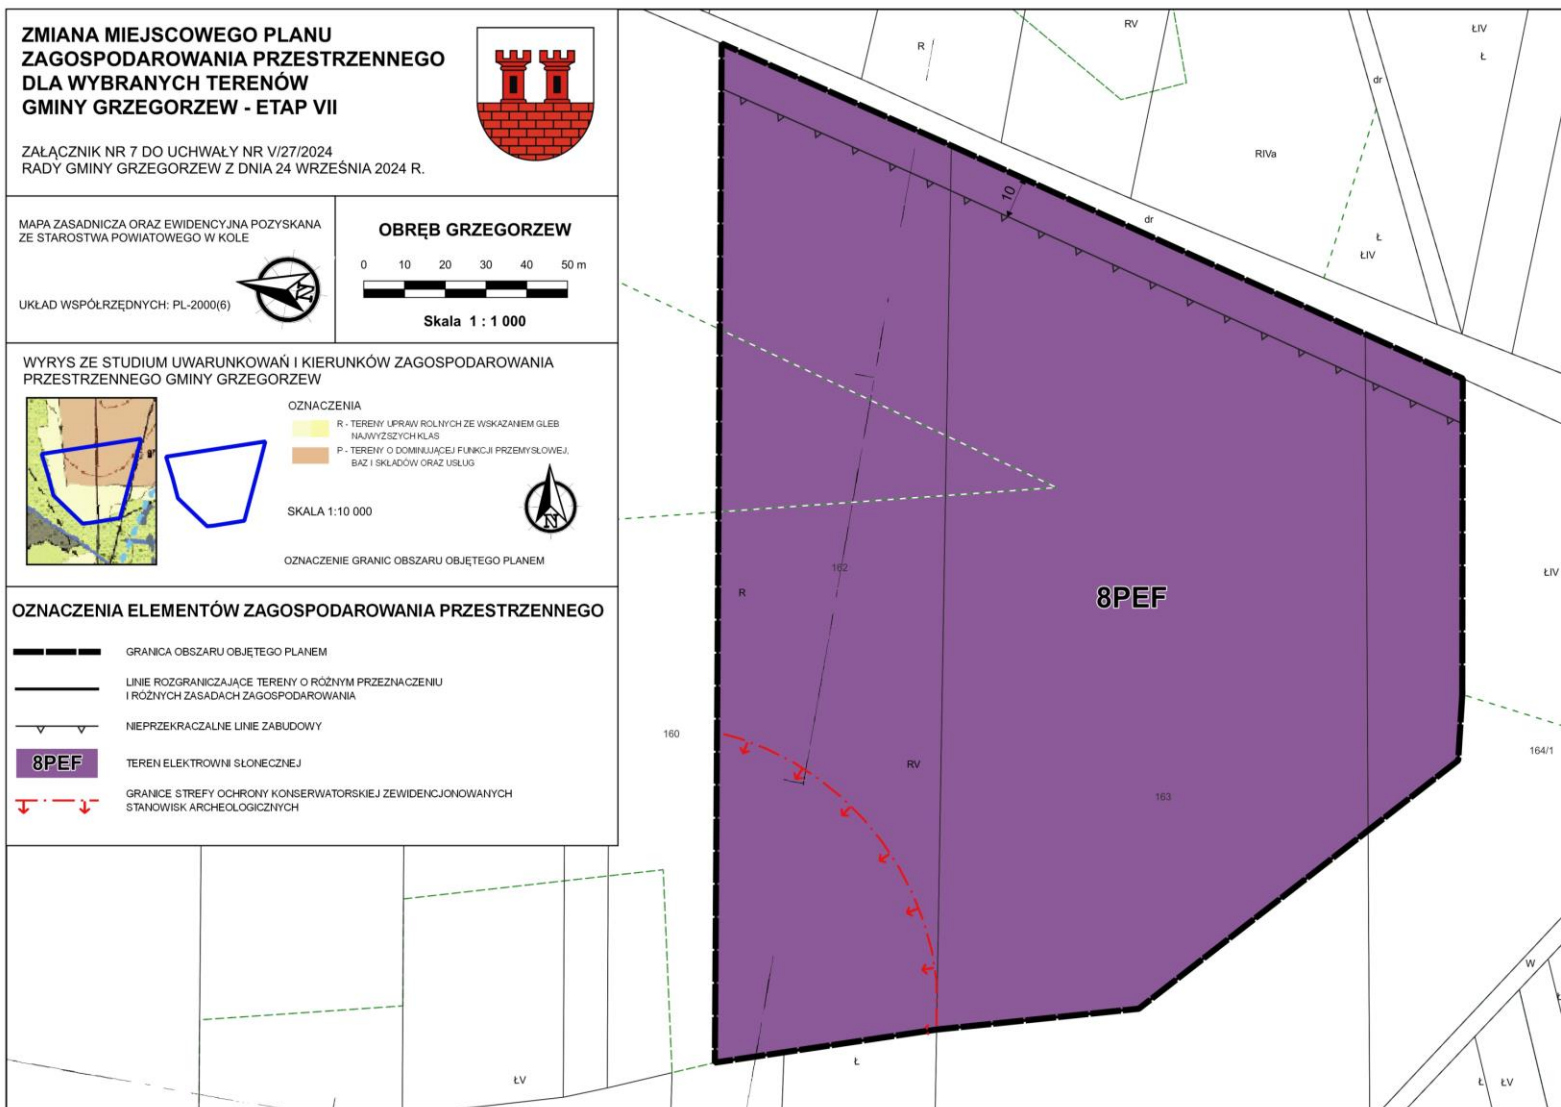 ZMIANA MIEJSCOWEGO PLANU
ZAGOSPODAROWANIA PRZESTRZENNEGO
DLA WYBRANYCH TERENÓW
GMINY GRZEGORZEW - ETAP VII
ZAŁĄCZNIK NR 7 DO UCHWAŁY NR V/27/2024
RADY GMINY GRZEGORZEW Z DNIA 24 WRZEŚNIA 2024 R.
MAPA ZASADNICZA ORAZ EWIDENCYJNA POZYSKANA
ZE STAROSTWA POWIATOWEGO W KOLE
UKŁAD WSPÓŁRZĘDNYCH: PL-2000(6)
N
OBRĘB GRZEGORZEW
0 10 20 30 40 50 m
Skala 1 : 1 000
WYRYS ZE STUDIUM UWARUNKOWAŃ I KIERUNKÓW ZAGOSPODAROWANIA
PRZESTRZENNEGO GMINY GRZEGORZEW
OZNACZENIA
R - TERENY UPRAW ROLNYCH ZE WSKAZANIEM GLEB
NAJWYŻSZYCH KLAS
P - TERENY O DOMINUJĄCEJ FUNKCJI PRZEMYSŁOWEJ,
BAZ I SKŁADÓW ORAZ USŁUG
SKALA 1:10 000
N
OZNACZENIE GRANIC OBSZARU OBJĘTEGO PLANEM
OZNACZENIA ELEMENTÓW ZAGOSPODAROWANIA PRZESTRZENNEGO
GRANICA OBSZARU OBJĘTEGO PLANEM
LINIE ROZGRANICZAJĄCE TERENY O RÓŻNYM PRZEZNACZENIU
I RÓŻNYCH ZASADACH ZAGOSPODAROWANIA
NIEPRZEKRACZALNE LINIE ZABUDOWY
8PEF
TEREN ELEKTROWNI SŁONECZNEJ
GRANICE STREFY OCHRONY KONSERWATORSKIEJ ZEWIDENCJONOWANYCH
STANOWISK ARCHEOLOGICZNYCH
RV
ŁIV
R
Ł
dr
RIVa
10
dr
Ł
ŁIV
162
R
8PEF
ŁIV
160
RV
163
164/1
W
Ł
ŁV
Ł
ŁV